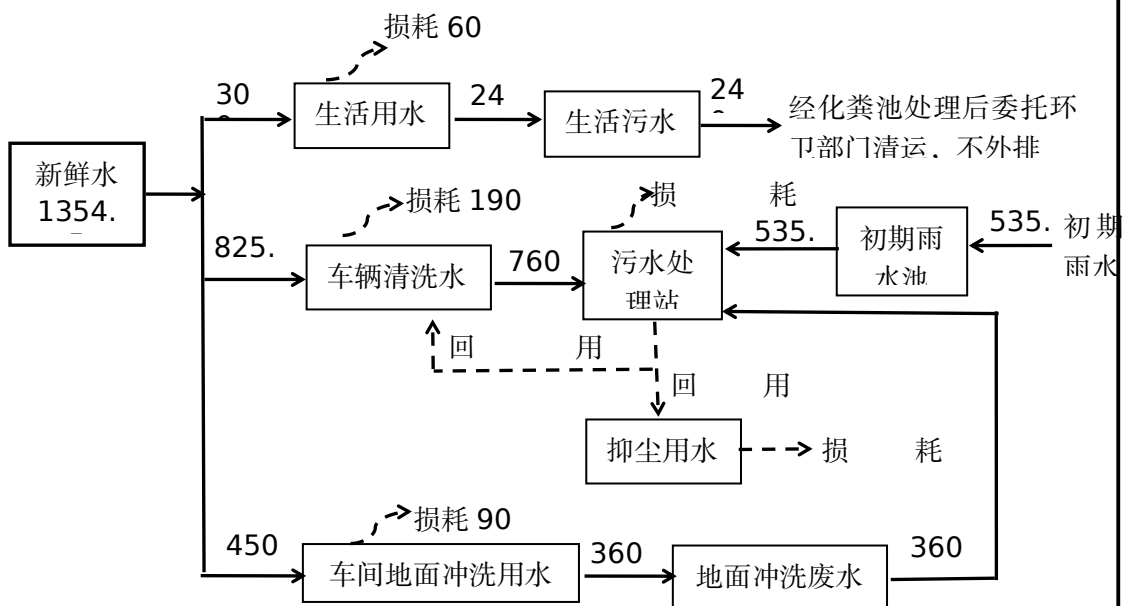 损耗 60
30
生活用水
24
生活污水
24
经化粪池处理后委托环
卫部门清运，不外排
新鲜水
1354.
损耗 190
损 耗
825.
车辆清洗水
760
污水处
理站
535.
初期雨
水池
535.
初期
雨水
回 用
回 用
抑尘用水
损 耗
损耗 90
450
车间地面冲洗用水
360
地面冲洗废水
360